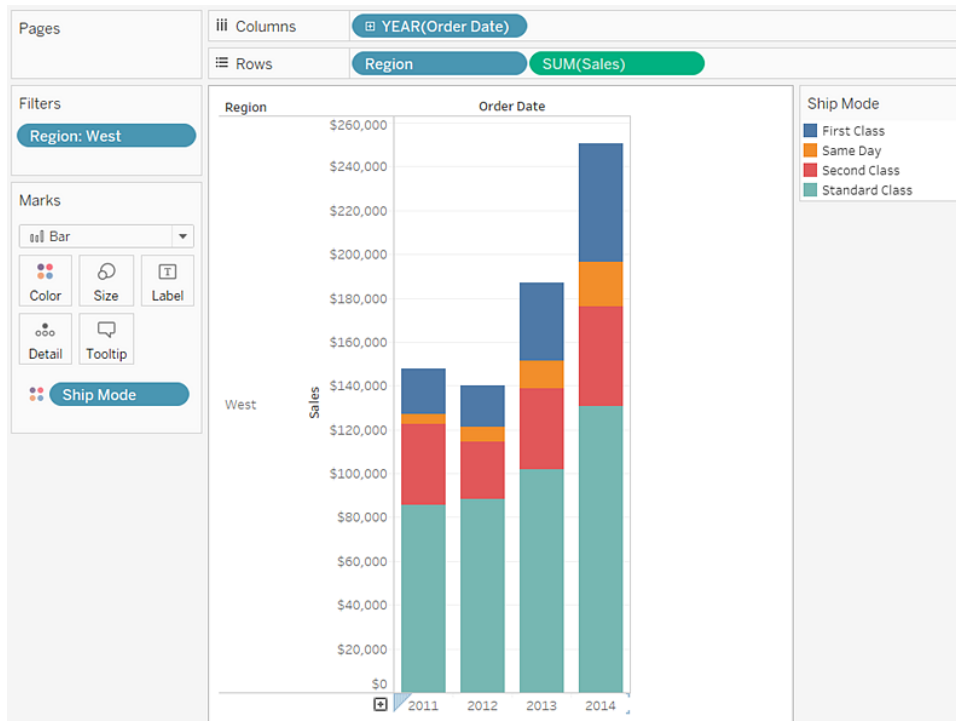 Pages
Columns
YEAR(Order Date)
Rows
Region
SUM(Sales)
Filters
Region: West
Marks
Bar
Color
Size
Label
Detail
Tooltip
Ship Mode
Region
Order Date
West
Sales
$260,000
$240,000
$220,000
$200,000
$180,000
$160,000
$140,000
$120,000
$100,000
$80,000
$60,000
$40,000
$20,000
$0
2011
2012
2013
2014
Ship Mode
First Class
Same Day
Second Class
Standard Class